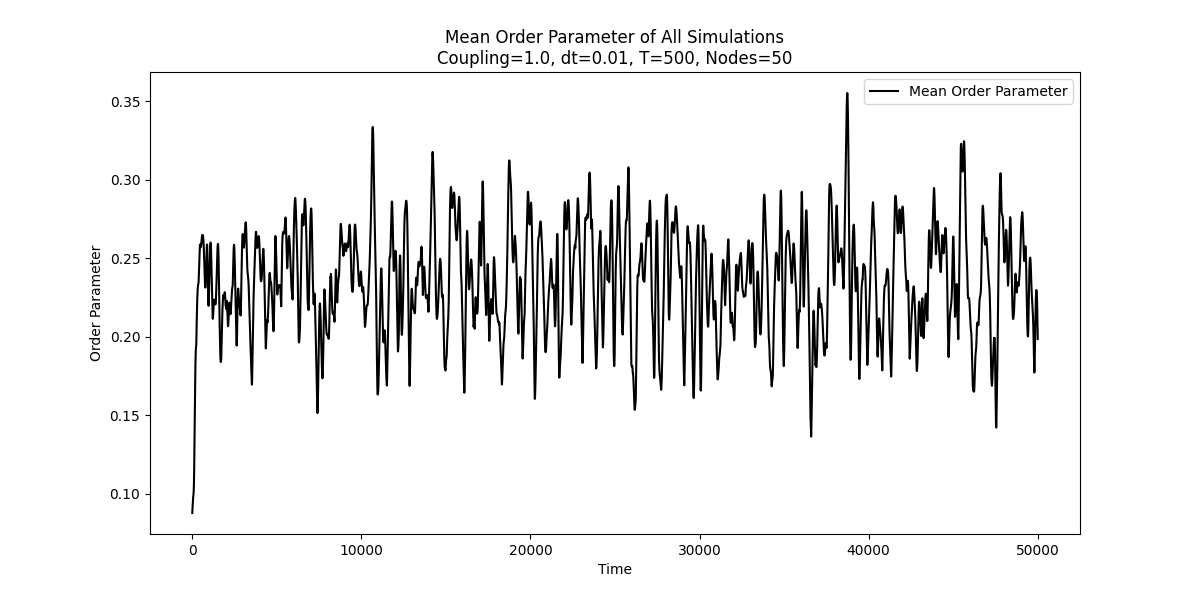 Mean Order Parameter of All Simulations
Coupling=1.0, dt=0.01, T=500, Nodes=50
Mean Order Parameter
Order Parameter
0.35
0.30
0.25
0.20
0.15
0.10
0
10000
20000
30000
40000
50000
Time